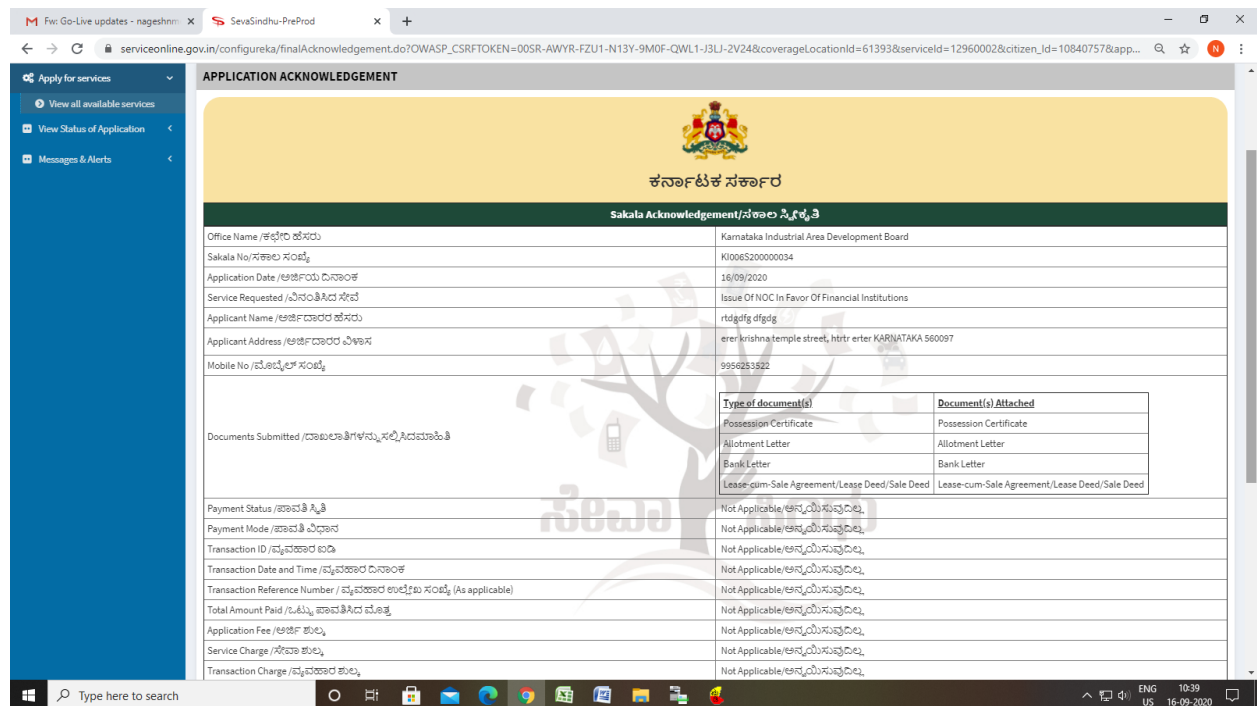 Fw: Go-Live updates - nageshnm
SevaSindhu-PreProd
serviceonline.gov.in/configureka/finalAcknowledgement.do?OWASP_CSRFTOKEN=00SR-AWYR-FZU1-N13Y-9M0F-QWL1-J3LJ-2V24&coverageLocationId=61393&serviceId=12960002&citizen_Id=10840757&app...
N
Apply for services
View all available services
View Status of Application
Messages & Alerts
APPLICATION ACKNOWLEDGEMENT
ಕರ್ನಾಟಕ ಸರ್ಕಾರ
Sakala Acknowledgement/ಸಕಾಲ ಸ್ವೀಕೃತಿ
Office Name /ಕಛೇರಿ ಹೆಸರು Karnataka Industrial Area Development Board
Sakala No/ಸಕಾಲ ಸಂಖ್ಯೆ KI006S200000034
Application Date /ಅರ್ಜಿಯ ದಿನಾಂಕ 16/09/2020
Service Requested /ವಿನಂತಿಸಿದ ಸೇವೆ Issue Of NOC In Favor Of Financial Institutions
Applicant Name /ಅರ್ಜಿದಾರರ ಹೆಸರು rtdgdfg dfgdg
Applicant Address /ಅರ್ಜಿದಾರರ ವಿಳಾಸ erer krishna temple street, htrtr erter KARNATAKA 560097
Mobile No /ಮೊಬೈಲ್ ಸಂಖ್ಯೆ 9956253522
Documents Submitted /ದಾಖಲಾತಿಗಳನ್ನು ಸಲ್ಲಿಸಿದಮಾಹಿತಿ
Type of document(s) Document(s) Attached
Possession Certificate Possession Certificate
Allotment Letter Allotment Letter
Bank Letter Bank Letter
Lease-cum-Sale Agreement/Lease Deed/Sale Deed Lease-cum-Sale Agreement/Lease Deed/Sale Deed
ಸೇವಾ ಸಿಂಧು
Payment Status /ಪಾವತಿ ಸ್ಥಿತಿ Not Applicable/ಅನ್ವಯಿಸುವುದಿಲ್ಲ
Payment Mode /ಪಾವತಿ ವಿಧಾನ Not Applicable/ಅನ್ವಯಿಸುವುದಿಲ್ಲ
Transaction ID /ವ್ಯವಹಾರ ಐಡಿ Not Applicable/ಅನ್ವಯಿಸುವುದಿಲ್ಲ
Transaction Date and Time /ವ್ಯವಹಾರ ದಿನಾಂಕ Not Applicable/ಅನ್ವಯಿಸುವುದಿಲ್ಲ
Transaction Reference Number / ವ್ಯವಹಾರ ಉಲ್ಲೇಖ ಸಂಖ್ಯೆ (As applicable) Not Applicable/ಅನ್ವಯಿಸುವುದಿಲ್ಲ
Total Amount Paid /ಒಟ್ಟು ಪಾವತಿಸಿದ ಮೊತ್ತ Not Applicable/ಅನ್ವಯಿಸುವುದಿಲ್ಲ
Application Fee /ಅರ್ಜಿ ಶುಲ್ಕ Not Applicable/ಅನ್ವಯಿಸುವುದಿಲ್ಲ
Service Charge /ಸೇವಾ ಶುಲ್ಕ Not Applicable/ಅನ್ವಯಿಸುವುದಿಲ್ಲ
Transaction Charge /ವ್ಯವಹಾರ ಶುಲ್ಕ Not Applicable/ಅನ್ವಯಿಸುವುದಿಲ್ಲ
Type here to search
ENG 10:39
US 16-09-2020